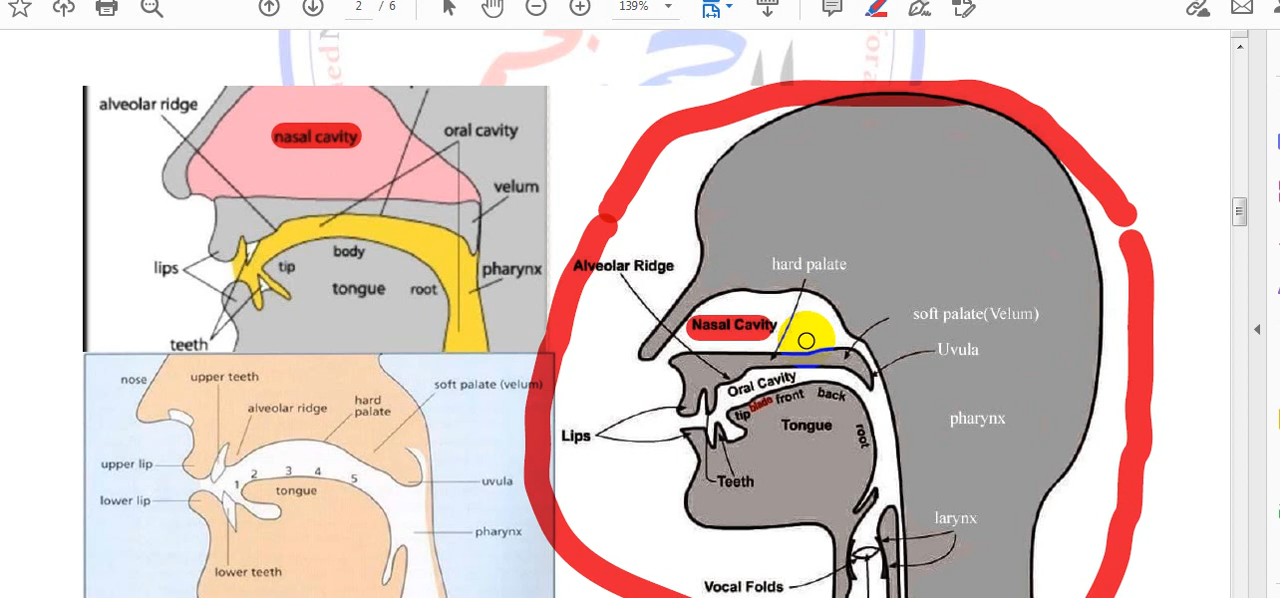 2 / 6
139%
alveolar ridge
nasal cavity
oral cavity
velum
body
lips
tip
pharynx
tongue
root
teeth
nose
upper teeth
soft palate (velum)
alveolar ridge
hard
palate
upper lip
2
3
4
1
5
uvula
lower lip
tongue
pharynx
lower teeth
Alveolar Ridge
hard palate
soft palate(Velum)
Nasal Cavity
Uvula
Oral Cavity
tip blade front back
pharynx
Lips
Tongue
root
Teeth
larynx
Vocal Folds